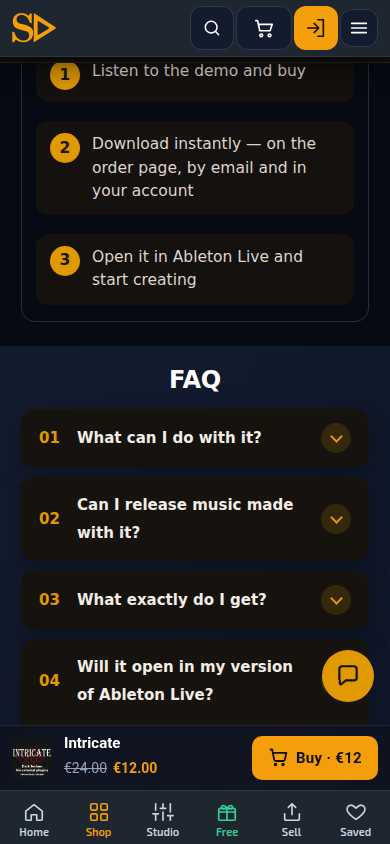 S
1 Listen to the demo and buy
2 Download instantly — on the
order page, by email and in
your account
3 Open it in Ableton Live and
start creating
FAQ
01 What can I do with it?
02 Can I release music made
with it?
03 What exactly do I get?
04 Will it open in my version
of Ableton Live?
INTRICATE
Intricate
€24.00 €12.00
Buy · €12
Home Shop Studio Free Sell Saved